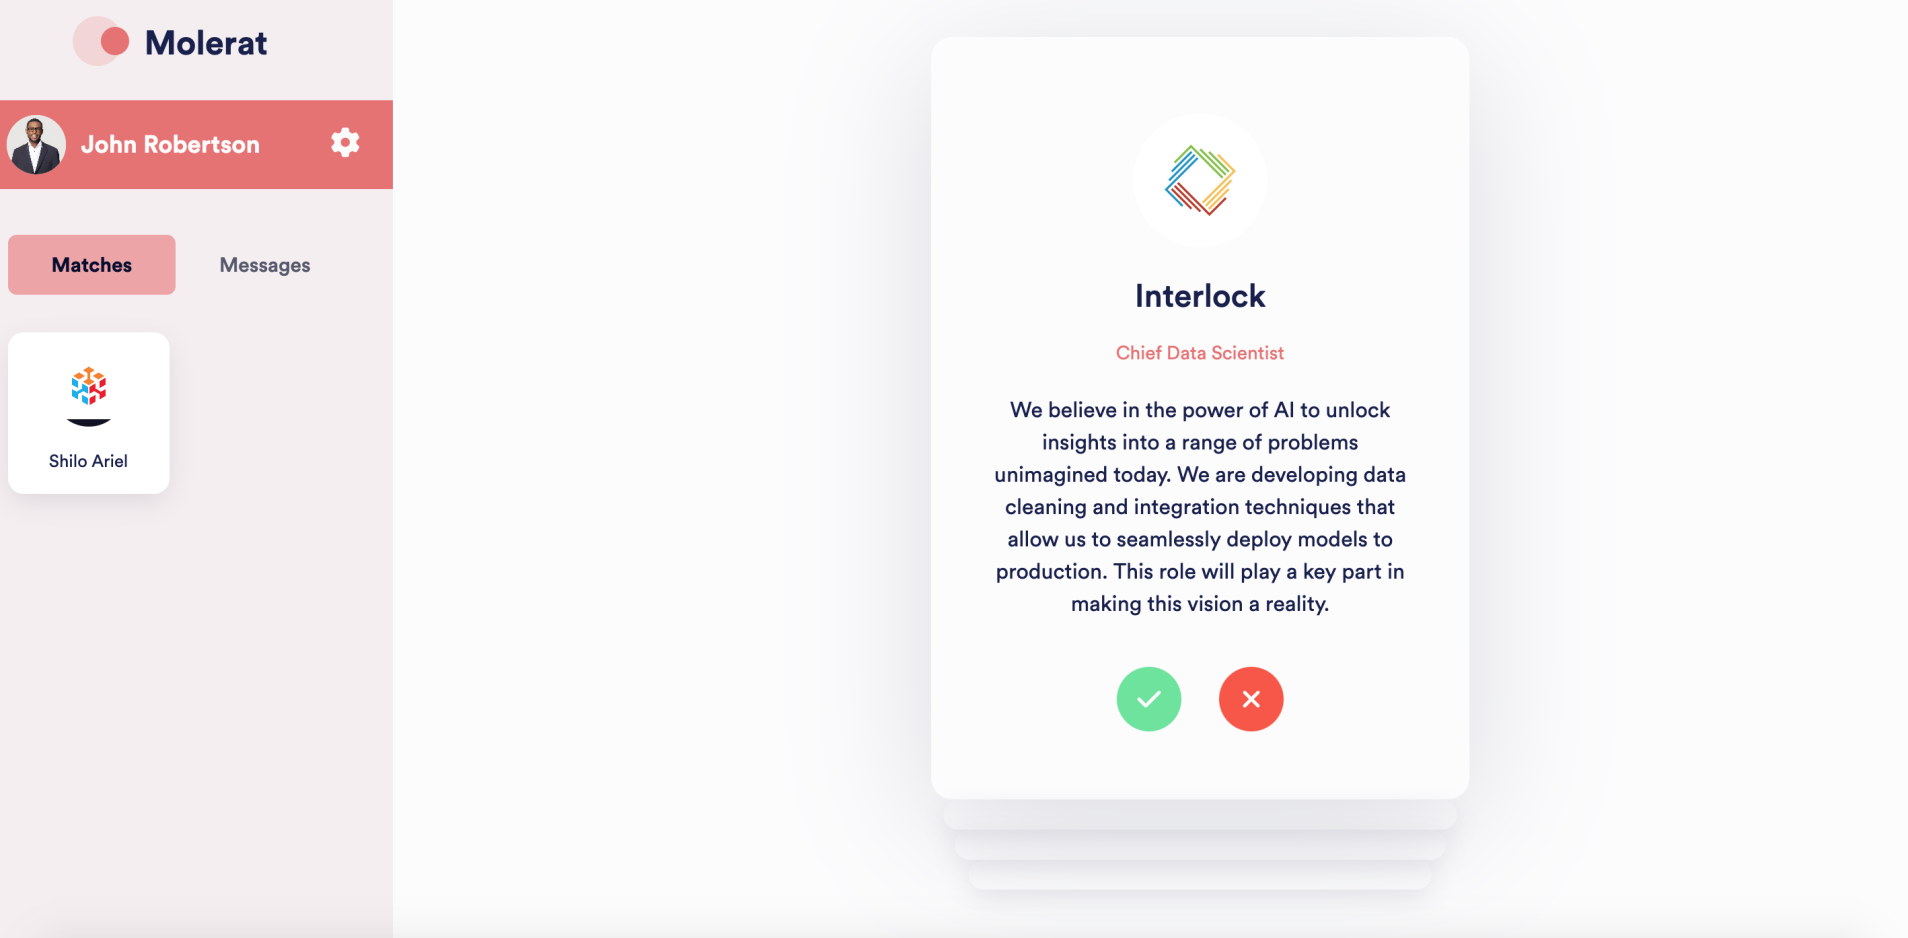 Molerat
John Robertson
Matches
Messages
Shilo Ariel
Interlock
Chief Data Scientist
We believe in the power of AI to unlock
insights into a range of problems
unimagined today. We are developing data
cleaning and integration techniques that
allow us to seamlessly deploy models to
production. This role will play a key part in
making this vision a reality.